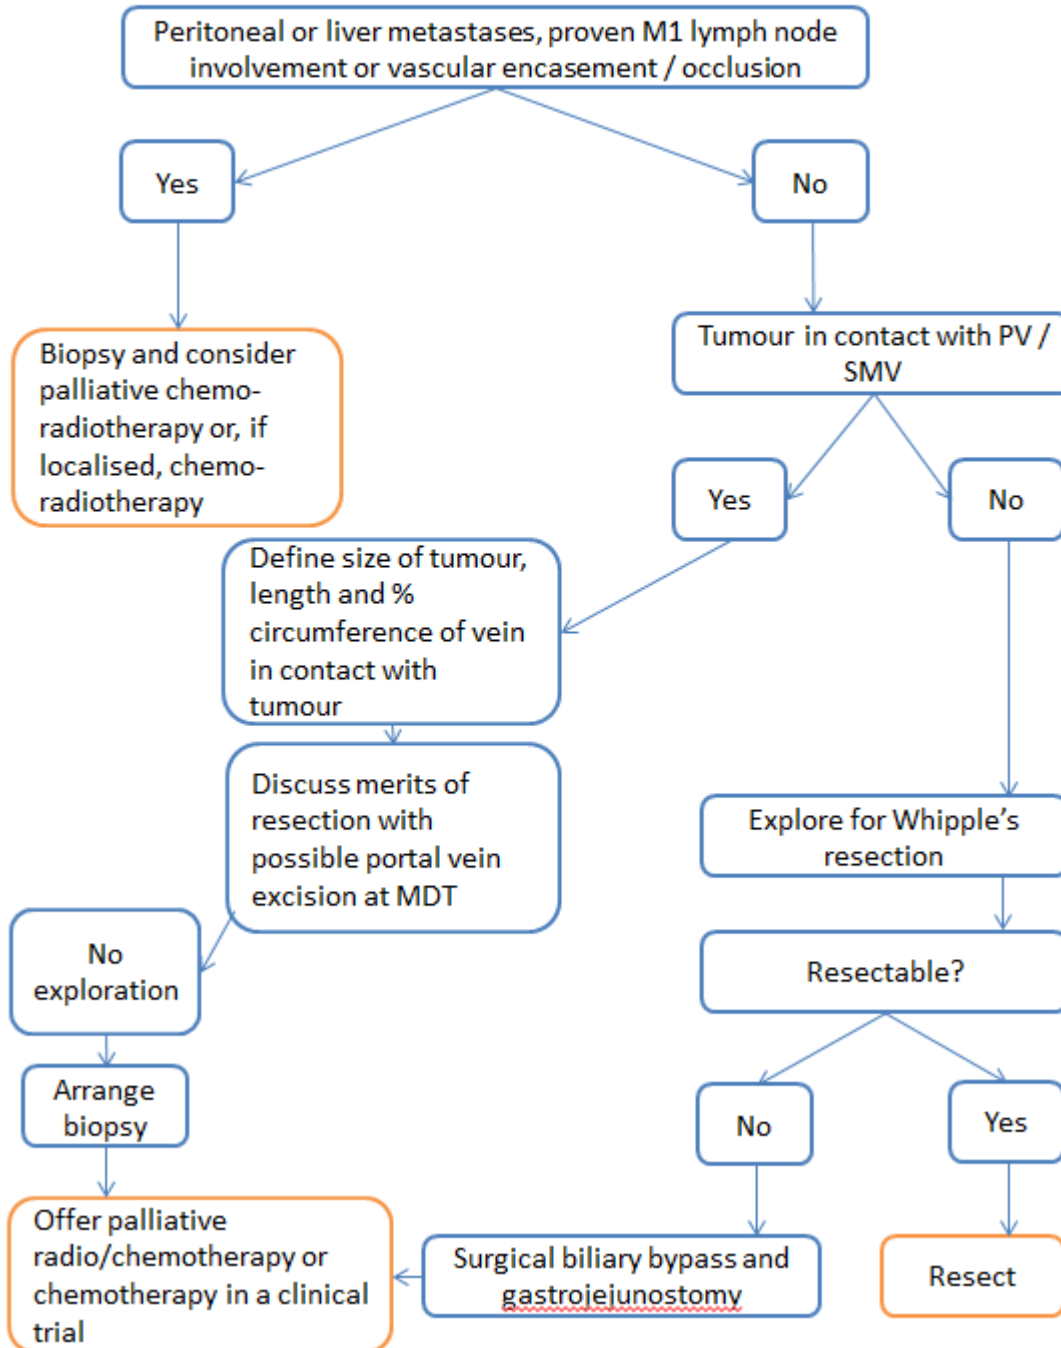 Peritoneal or liver metastases, proven M1 lymph node
involvement or vascular encasement / occlusion
Yes
No
Biopsy and consider
palliative chemo-
radiotherapy or, if
localised, chemo-
radiotherapy
Tumour in contact with PV /
SMV
Yes
No
Define size of tumour,
length and %
circumference of vein
in contact with
tumour
Discuss merits of
resection with
possible portal vein
excision at MDT
Explore for Whipple's
resection
No
exploration
Resectable?
Arrange
biopsy
No
Yes
Offer palliative
radio/chemotherapy or
chemotherapy in a clinical
trial
Surgical biliary bypass and
gastrojejunostomy
Resect